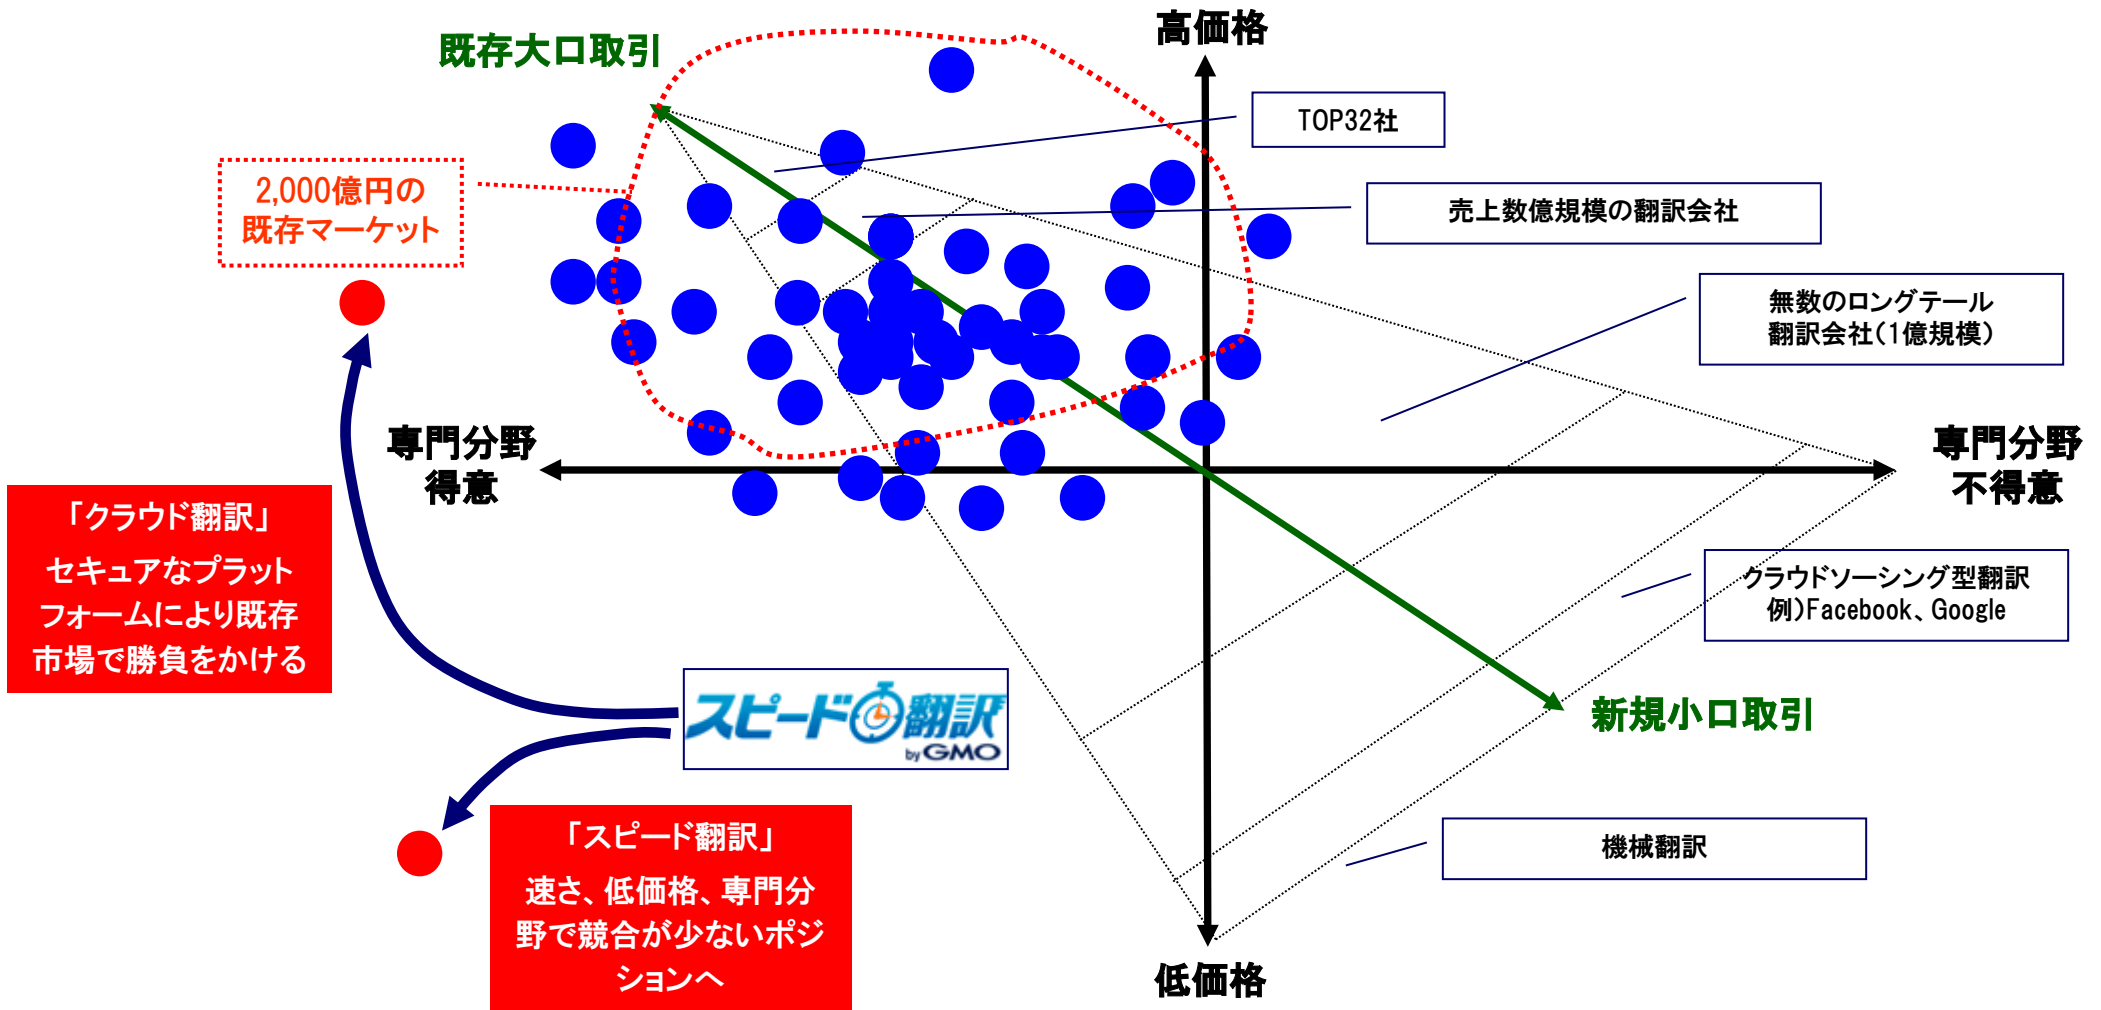 高価格
既存大口取引
TOP32社
2,000億円の
既存マーケット
売上数億規模の翻訳会社
無数のロングテール
翻訳会社(1億規模)
専門分野
得意
専門分野
不得意
「クラウド翻訳」
セキュアなプラット
フォームにより既存
市場で勝負をかける
クラウドソーシング型翻訳
例)Facebook、Google
スピード翻訳
by GMO
新規小口取引
「スピード翻訳」
速さ、低価格、専門分
野で競合が少ないポジ
ションへ
機械翻訳
低価格